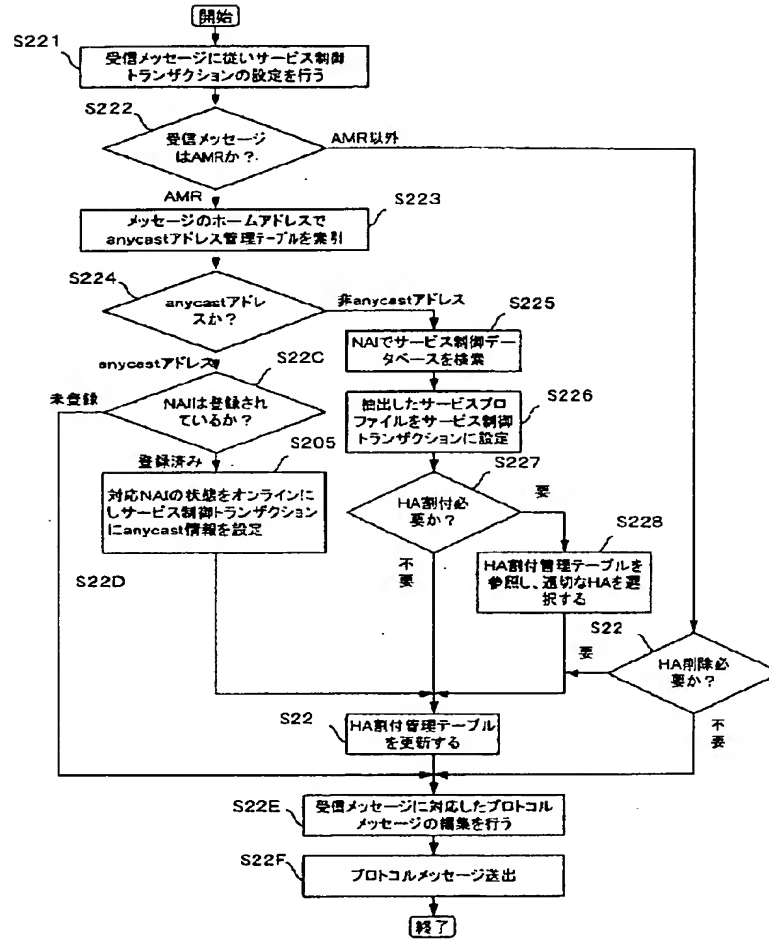 開始
S221
受信メッセージに従いサービス制御
トランザクションの設定を行う
S222
受信メッセージ
はAMRか?
AMR以外
AMR
S223
メッセージのホームアドレスで
anycastアドレス管理テーブルを索引
S224
anycastアドレ
スか?
非anycastアドレス
S225
NAIでサービス制御デー
タベースを検索
anycastアドレス
S22C
未登録
NAIは登録され
ているか?
S226
抽出したサービスプロ
ファイルをサービス制御
トランザクションに設定
登録済み
S205
対応NAIの状態をオンラインに
しサービス制御トランザクション
にanycast情報を設定
S227
HA割付必
要か?
要
不
要
S228
HA割付管理テーブルを
参照し、適切なHAを選
択する
S22D
S22
HA削除必
要か?
要
不
要
S22
HA割付管理テーブル
を更新する
S22E
受信メッセージに対応したプロトコル
メッセージの編集を行う
S22F
プロトコルメッセージ送出
終了